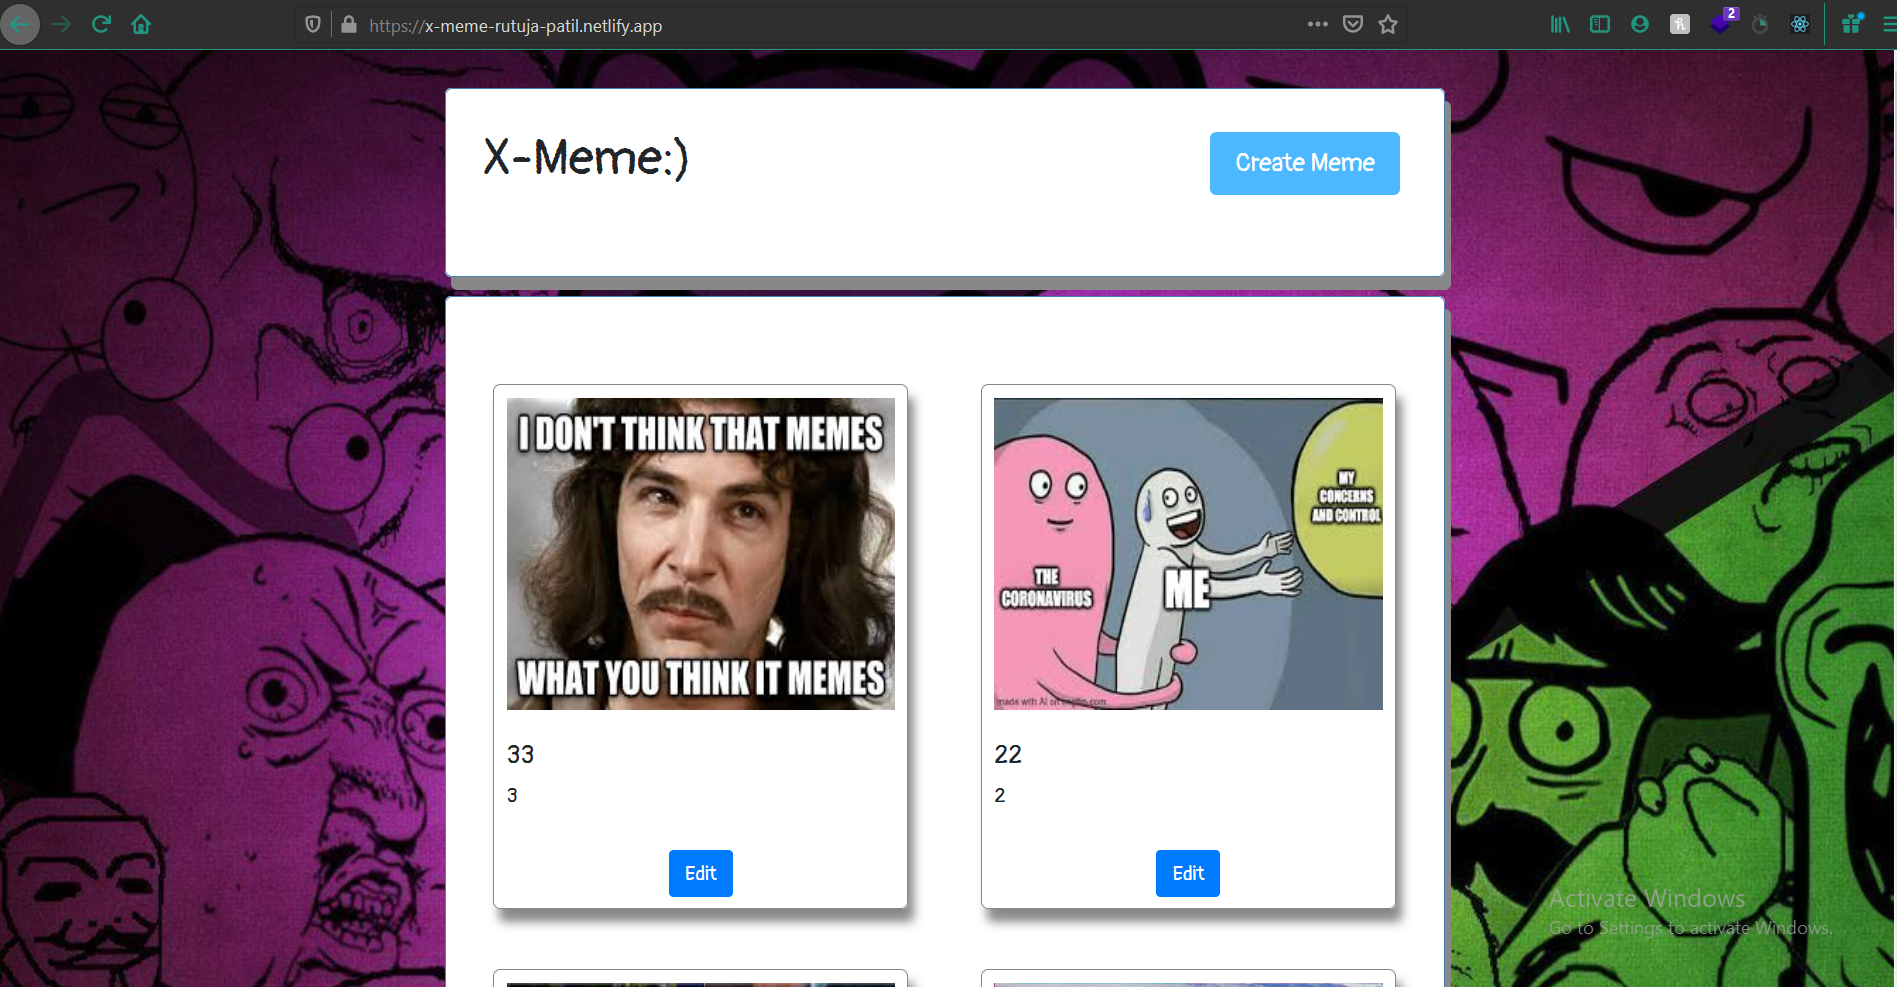 https://x-meme-rutuja-patil.netlify.app
2
X-Meme:)
Create Meme
I DON'T THINK THAT MEMES
WHAT YOU THINK IT MEMES
33
3
Edit
MY
CONCERNS
AND CONTROL
THE
CORONAVIRUS
ME
made with AI on imgflip.com
22
2
Edit
Activate Windows
Go to Settings to activate Windows.